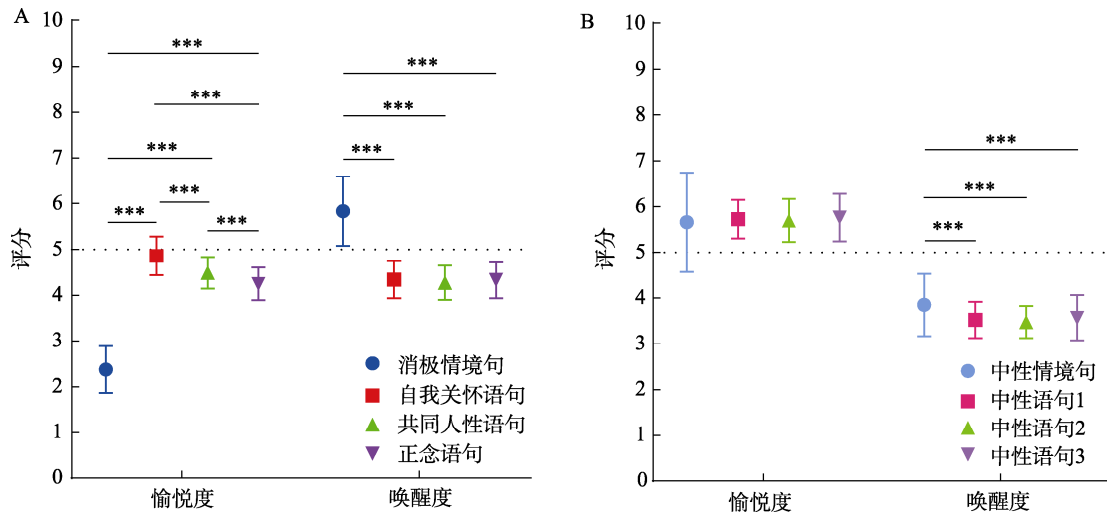 A
10
9
8
7
6
5
4
3
2
1
0
评分
***
***
***
***
***
***
***
***
***
消极情境句
自我关怀语句
共同人性语句
正念语句
愉悦度
唤醒度
B
10
9
8
7
6
5
4
3
2
1
0
评分
***
***
***
中性情境句
中性语句1
中性语句2
中性语句3
愉悦度
唤醒度